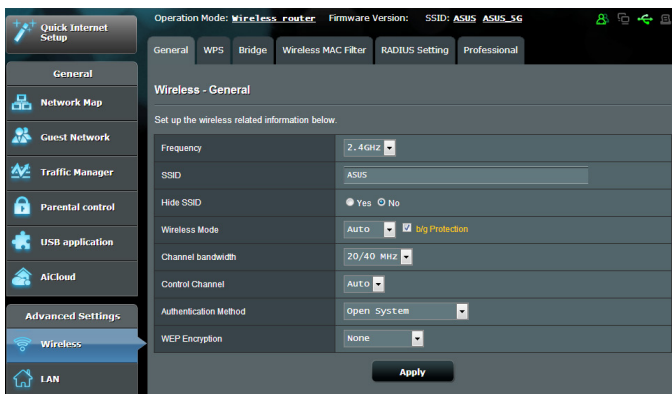 Quick Internet
Setup
Operation Mode: Wireless router Firmware Version: SSID: ASUS ASUS_5G
General WPS Bridge Wireless MAC Filter RADIUS Setting Professional
General
Network Map
Guest Network
Traffic Manager
Parental control
USB application
AiCloud
Advanced Settings
Wireless
LAN
Wireless - General
Set up the wireless related information below.
Frequency 2.4GHz
SSID ASUS
Hide SSID Yes No
Wireless Mode Auto b/g Protection
Channel bandwidth 20/40 MHz
Control Channel Auto
Authentication Method Open System
WEP Encryption None
Apply